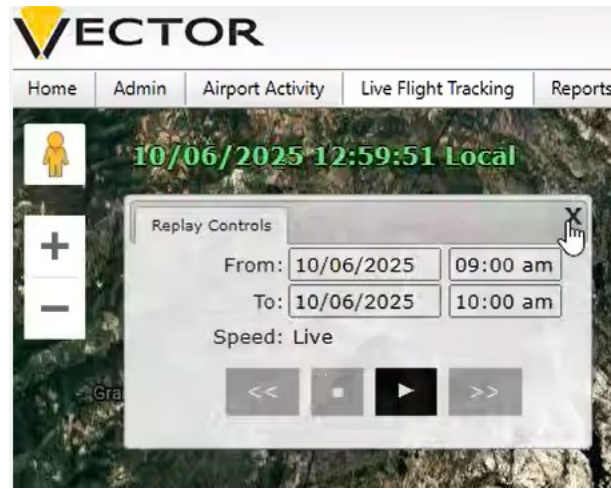 VECTOR
Home Admin Airport Activity Live Flight Tracking Reports
10/06/2025 12:59:51 Local
Replay Controls X
From: 10/06/2025 09:00 am
To: 10/06/2025 10:00 am
Speed: Live
<< ■ ► >>
Gra